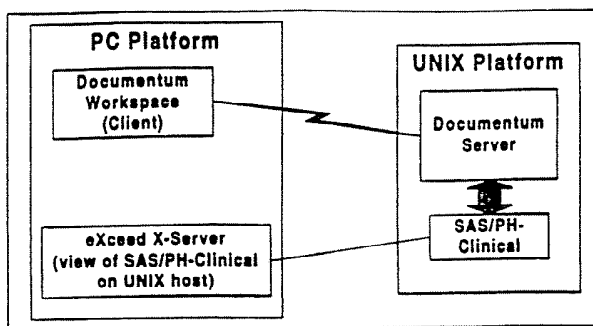 PC Platform
Documentum
Workspace
(Client)
eXceed X-Server
(view of SAS/PH-Clinical
on UNIX host)
UNIX Platform
Documentum
Server
SAS/PH-
Clinical